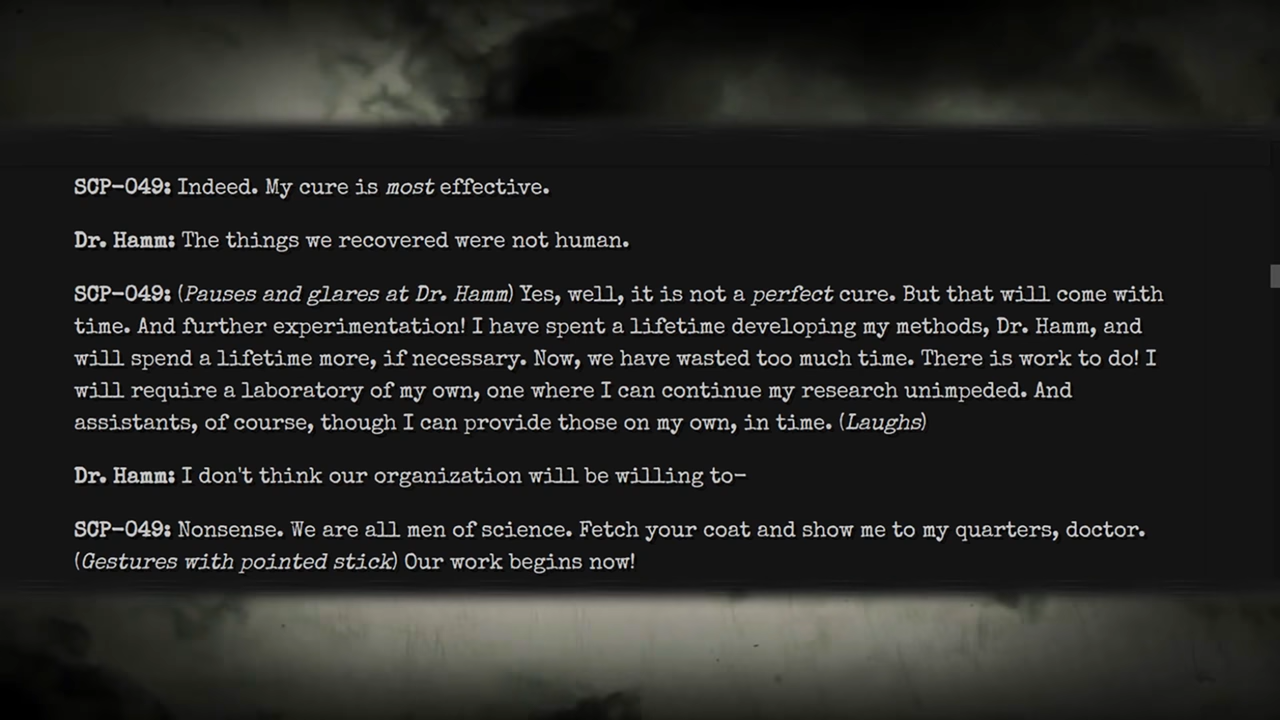 SCP-049: Indeed. My cure is most effective.
Dr. Hamm: The things we recovered were not human.
SCP-049: (Pauses and glares at Dr. Hamm) Yes, well, it is not a perfect cure. But that will come with
time. And further experimentation! I have spent a lifetime developing my methods, Dr. Hamm, and
will spend a lifetime more, if necessary. Now, we have wasted too much time. There is work to do! I
will require a laboratory of my own, one where I can continue my research unimpeded. And
assistants, of course, though I can provide those on my own, in time. (Laughs)
Dr. Hamm: I don't think our organization will be willing to-
SCP-049: Nonsense. We are all men of science. Fetch your coat and show me to my quarters, doctor.
(Gestures with pointed stick) Our work begins now!